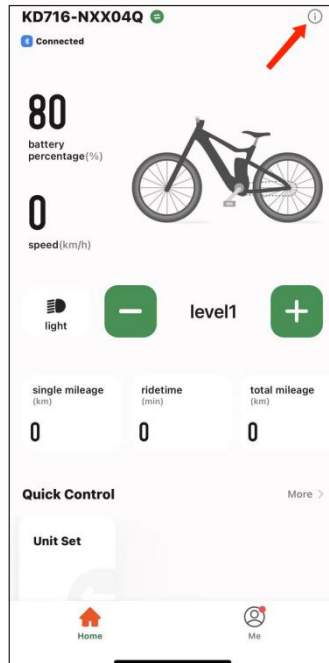 KD716-NXX04Q
Connected
80
battery
percentage(%)
0
speed(km/h)
light
level1
single mileage
(km)
0
ridetime
(min)
0
total mileage
(km)
0
Quick Control
More >
Unit Set
Home
Me